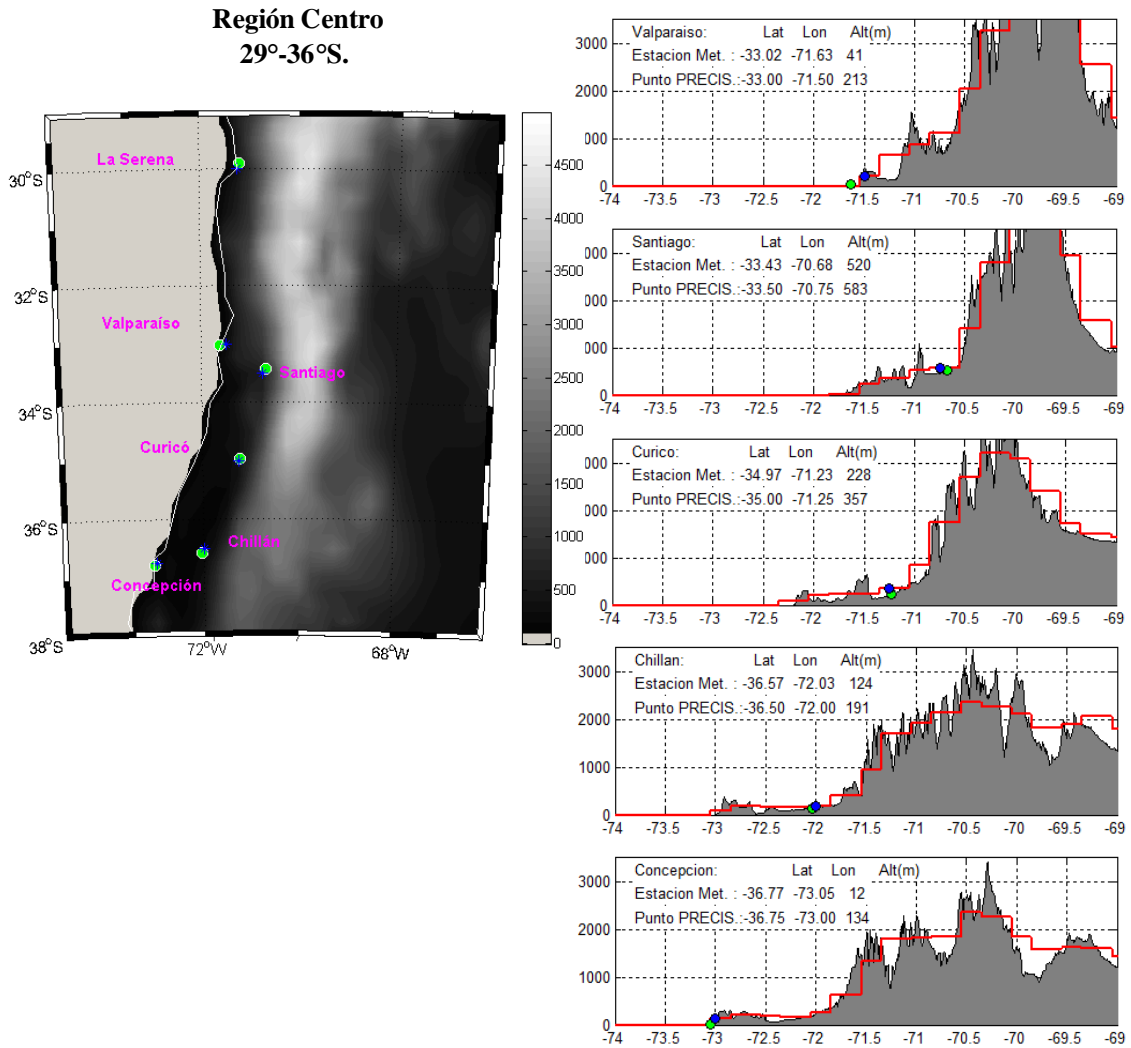 Región Centro
29°-36°S.
La Serena
30°S
32°S
Valparaíso
Santiago
34°S
Curicó
36°S
Chillán
Concepción
38°S
72°W
68°W
4500
4000
3500
3000
2500
2000
1500
1000
500
0
Valparaiso: Lat Lon Alt(m)
Estacion Met. : -33.02 -71.63 41
Punto PRECIS.:-33.00 -71.50 213
3000
2000
000
0
-74 -73.5 -73 -72.5 -72 -71.5 -71 -70.5 -70 -69.5 -69
Santiago: Lat Lon Alt(m)
Estacion Met. : -33.43 -70.68 520
Punto PRECIS.:-33.50 -70.75 583
000
000
000
0
-74 -73.5 -73 -72.5 -72 -71.5 -71 -70.5 -70 -69.5 -69
Curico: Lat Lon Alt(m)
Estacion Met. : -34.97 -71.23 228
Punto PRECIS.:-35.00 -71.25 357
000
000
000
0
-74 -73.5 -73 -72.5 -72 -71.5 -71 -70.5 -70 -69.5 -69
Chillan: Lat Lon Alt(m)
Estacion Met. : -36.57 -72.03 124
Punto PRECIS.:-36.50 -72.00 191
3000
2000
1000
0
-74 -73.5 -73 -72.5 -72 -71.5 -71 -70.5 -70 -69.5 -69
Concepcion: Lat Lon Alt(m)
Estacion Met. : -36.77 -73.05 12
Punto PRECIS.:-36.75 -73.00 134
3000
2000
1000
0
-74 -73.5 -73 -72.5 -72 -71.5 -71 -70.5 -70 -69.5 -69